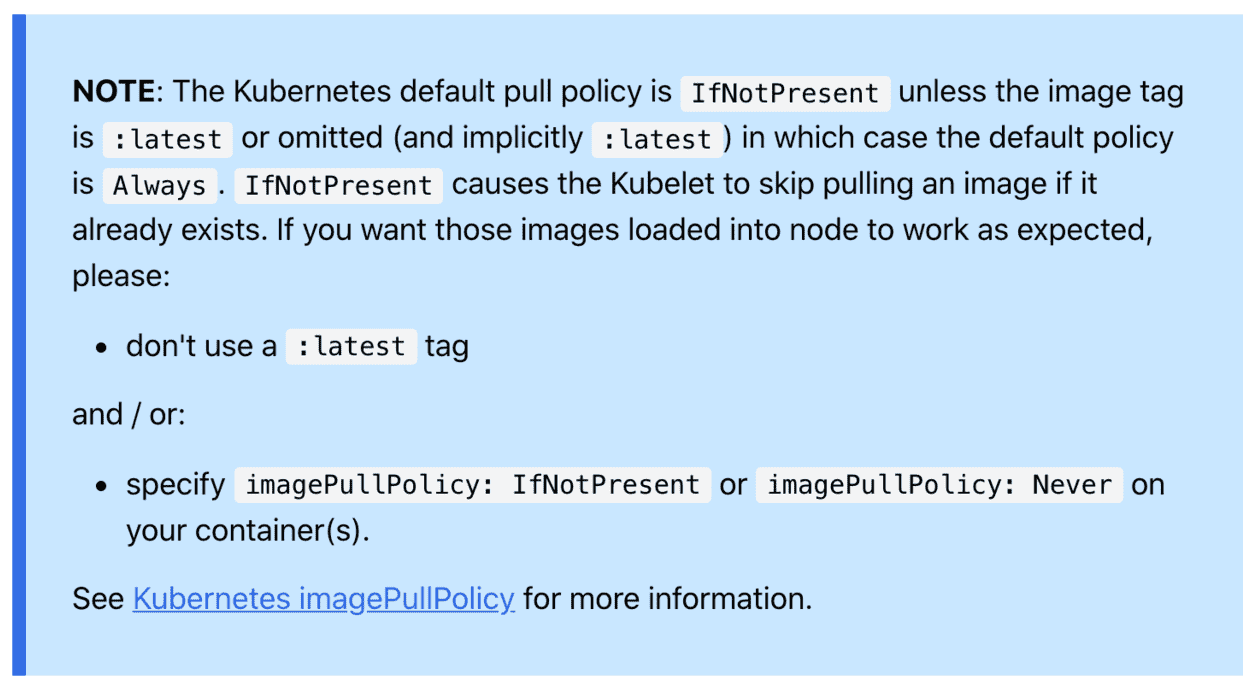 NOTE: The Kubernetes default pull policy is IfNotPresent unless the image tag
is :latest or omitted (and implicitly :latest) in which case the default policy
is Always. IfNotPresent causes the Kubelet to skip pulling an image if it
already exists. If you want those images loaded into node to work as expected,
please:
• don't use a :latest tag
and / or:
• specify imagePullPolicy: IfNotPresent or imagePullPolicy: Never on
your container(s).
See Kubernetes imagePullPolicy for more information.